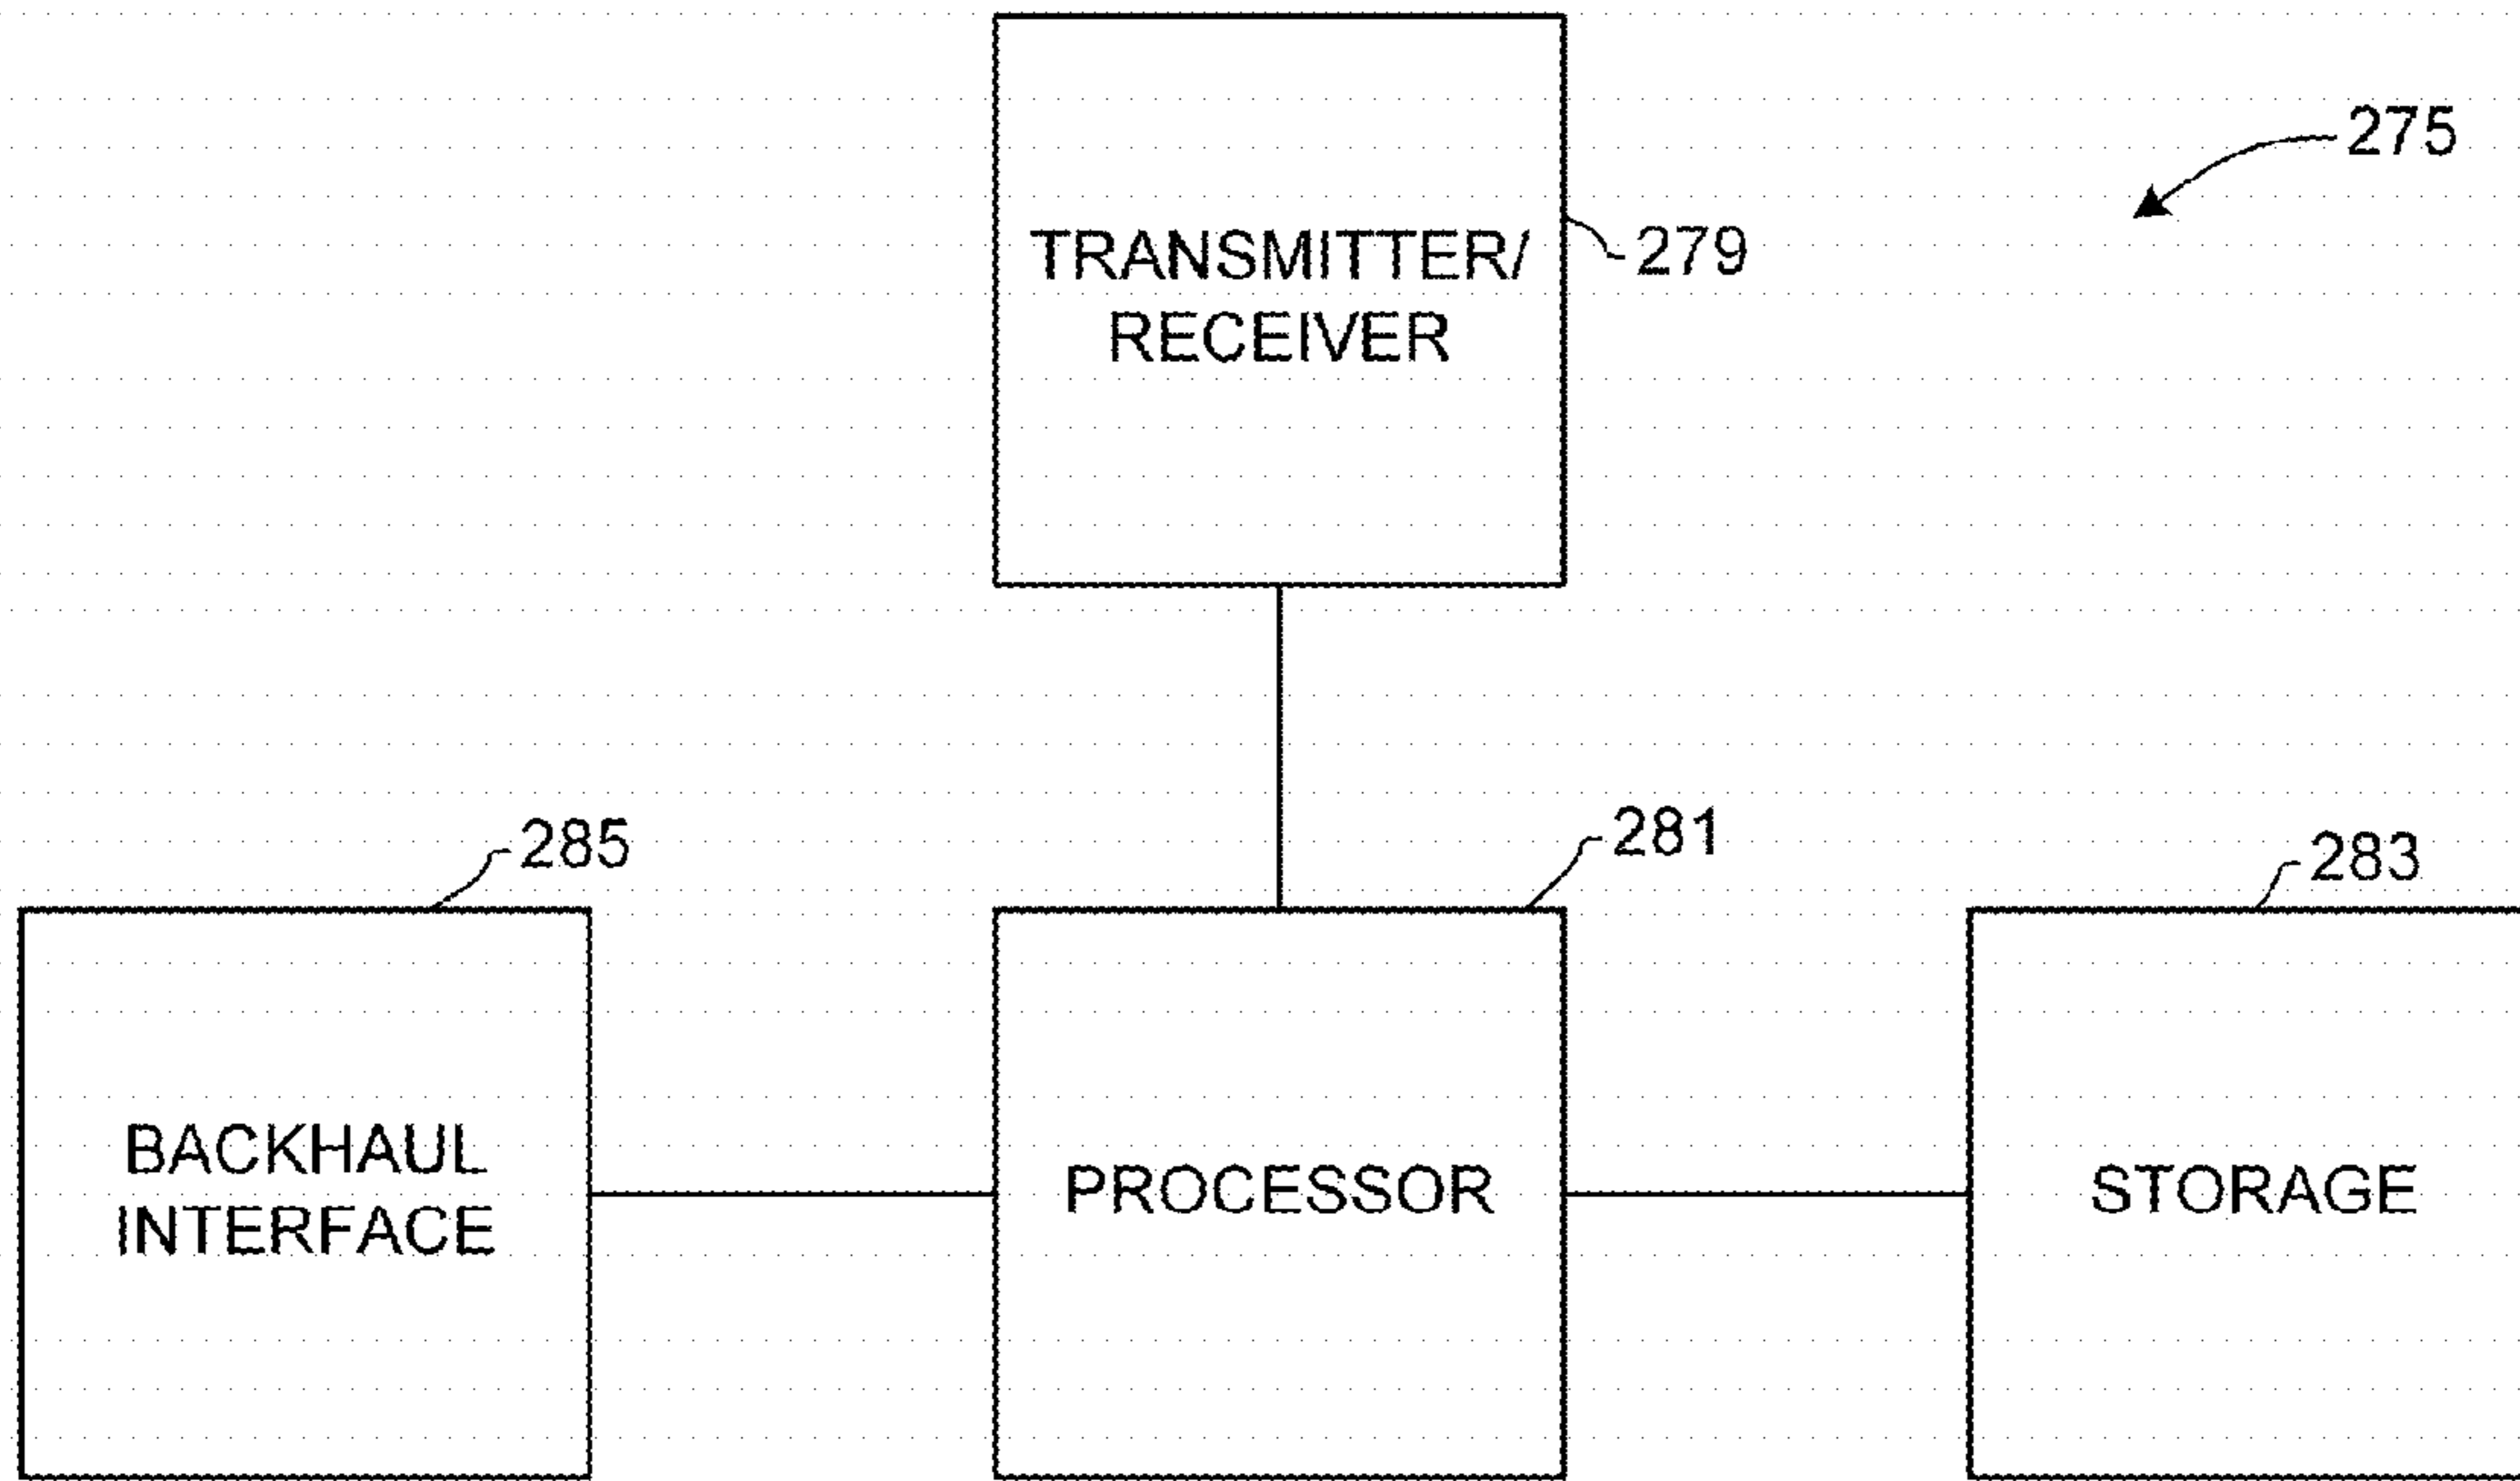 275
TRANSMITTER/
RECEIVER
279
285
281
283
BACKHAUL
INTERFACE
PROCESSOR
STORAGE